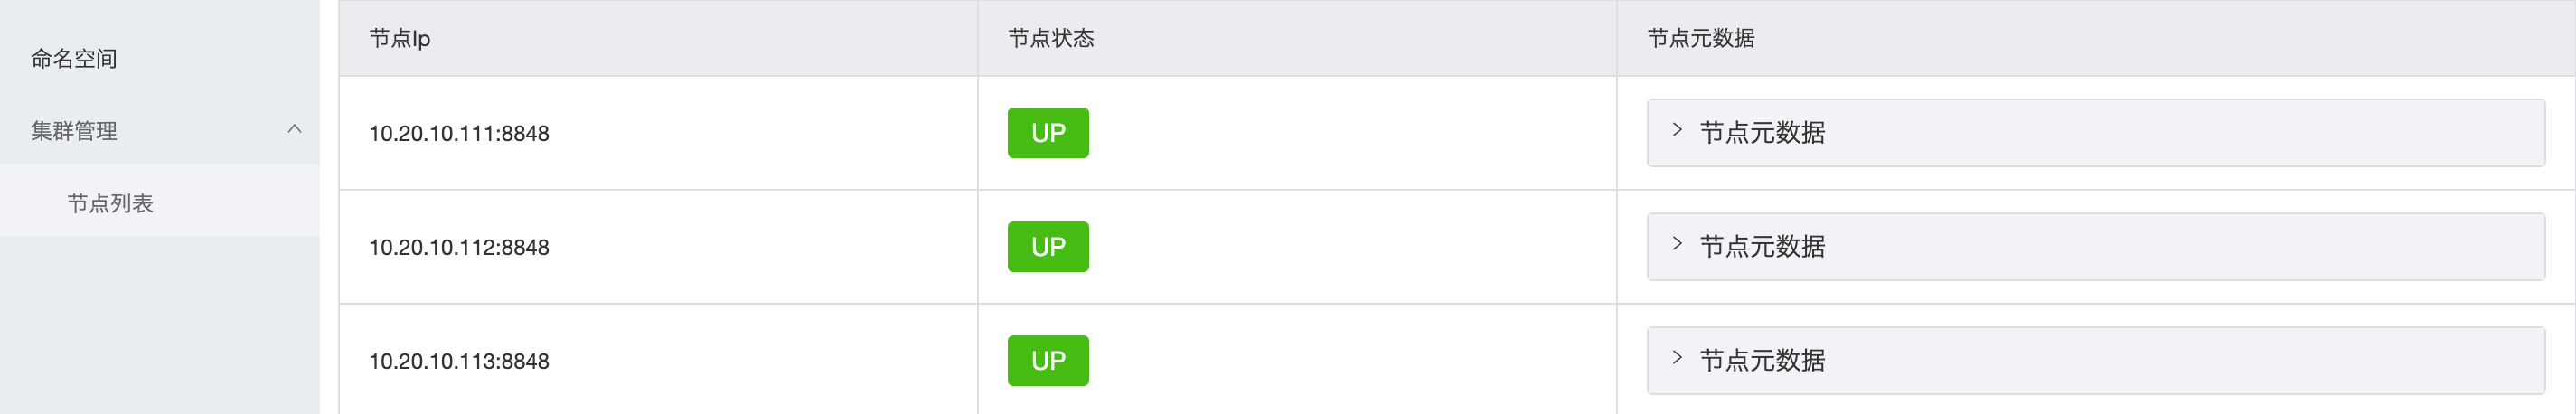 命名空间
集群管理
节点列表
节点Ip 节点状态 节点元数据
10.20.10.111:8848 UP 节点元数据
10.20.10.112:8848 UP 节点元数据
10.20.10.113:8848 UP 节点元数据